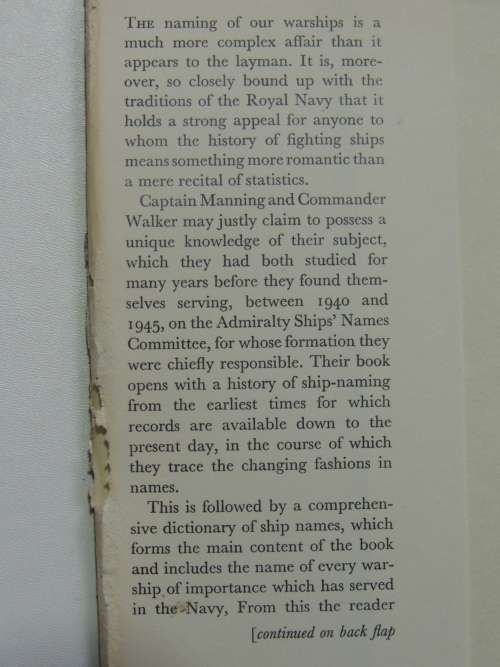 THE naming of our warships is a
much more complex affair than it
appears to the layman. It is, more-
over, so closely bound up with the
traditions of the Royal Navy that it
holds a strong appeal for anyone to
whom the history of fighting ships
means something more romantic than
a mere recital of statistics.
Captain Manning and Commander
Walker may justly claim to possess a
unique knowledge of their subject,
which they had both studied for
many years before they found them-
selves serving, between 1940 and
1945, on the Admiralty Ships' Names
Committee, for whose formation they
were chiefly responsible. Their book
opens with a history of ship-naming
from the earliest times for which
records are available down to the
present day, in the course of which
they trace the changing fashions in
names.
This is followed by a comprehen-
sive dictionary of ship names, which
forms the main content of the book
and includes the name of every war-
ship of importance which has served
in the Navy, From this the reader
[continued on back flap